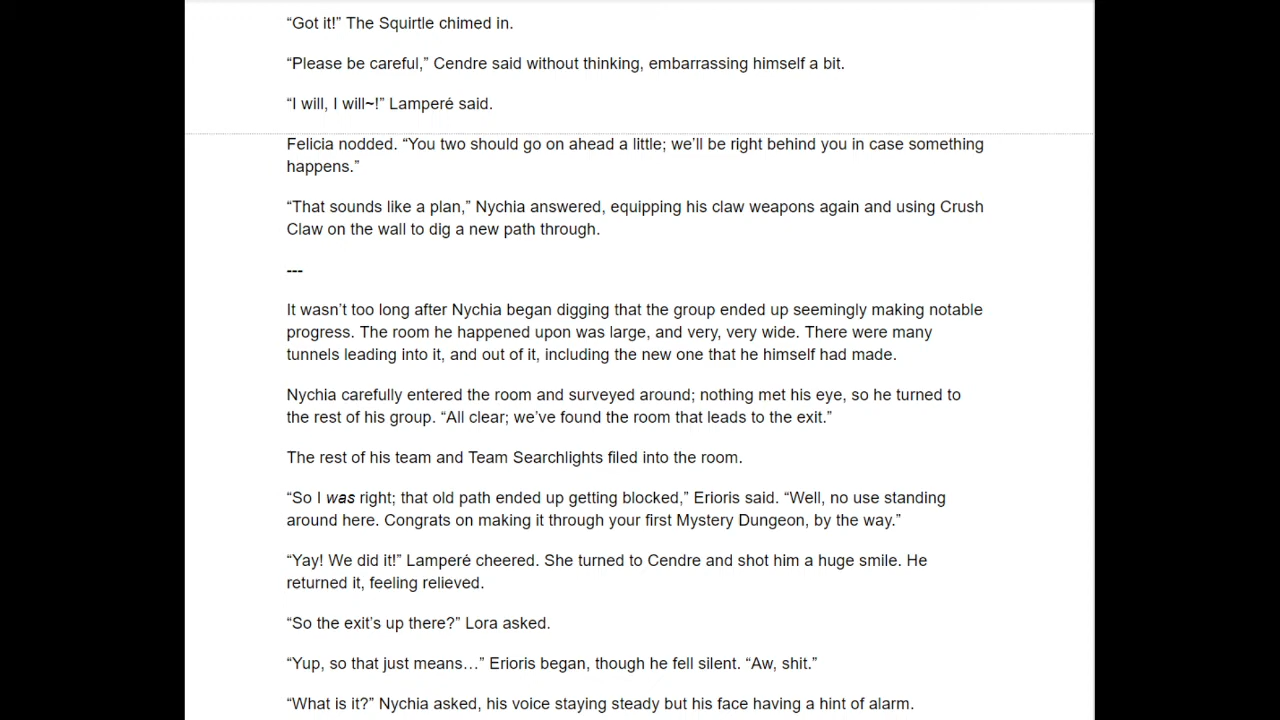 “Got it!” The Squirtle chimed in.
“Please be careful,” Cendre said without thinking, embarrassing himself a bit.
“I will, I will~!” Lamperé said.
Felicia nodded. “You two should go on ahead a little; we’ll be right behind you in case something
happens.”
“That sounds like a plan,” Nychia answered, equipping his claw weapons again and using Crush
Claw on the wall to dig a new path through.
---
It wasn’t too long after Nychia began digging that the group ended up seemingly making notable
progress. The room he happened upon was large, and very, very wide. There were many
tunnels leading into it, and out of it, including the new one that he himself had made.
Nychia carefully entered the room and surveyed around; nothing met his eye, so he turned to
the rest of his group. “All clear; we’ve found the room that leads to the exit.”
The rest of his team and Team Searchlights filed into the room.
“So I was right; that old path ended up getting blocked,” Erioris said. “Well, no use standing
around here. Congrats on making it through your first Mystery Dungeon, by the way.”
“Yay! We did it!” Lamperé cheered. She turned to Cendre and shot him a huge smile. He
returned it, feeling relieved.
“So the exit’s up there?” Lora asked.
“Yup, so that just means…” Erioris began, though he fell silent. “Aw, shit.”
“What is it?” Nychia asked, his voice staying steady but his face having a hint of alarm.